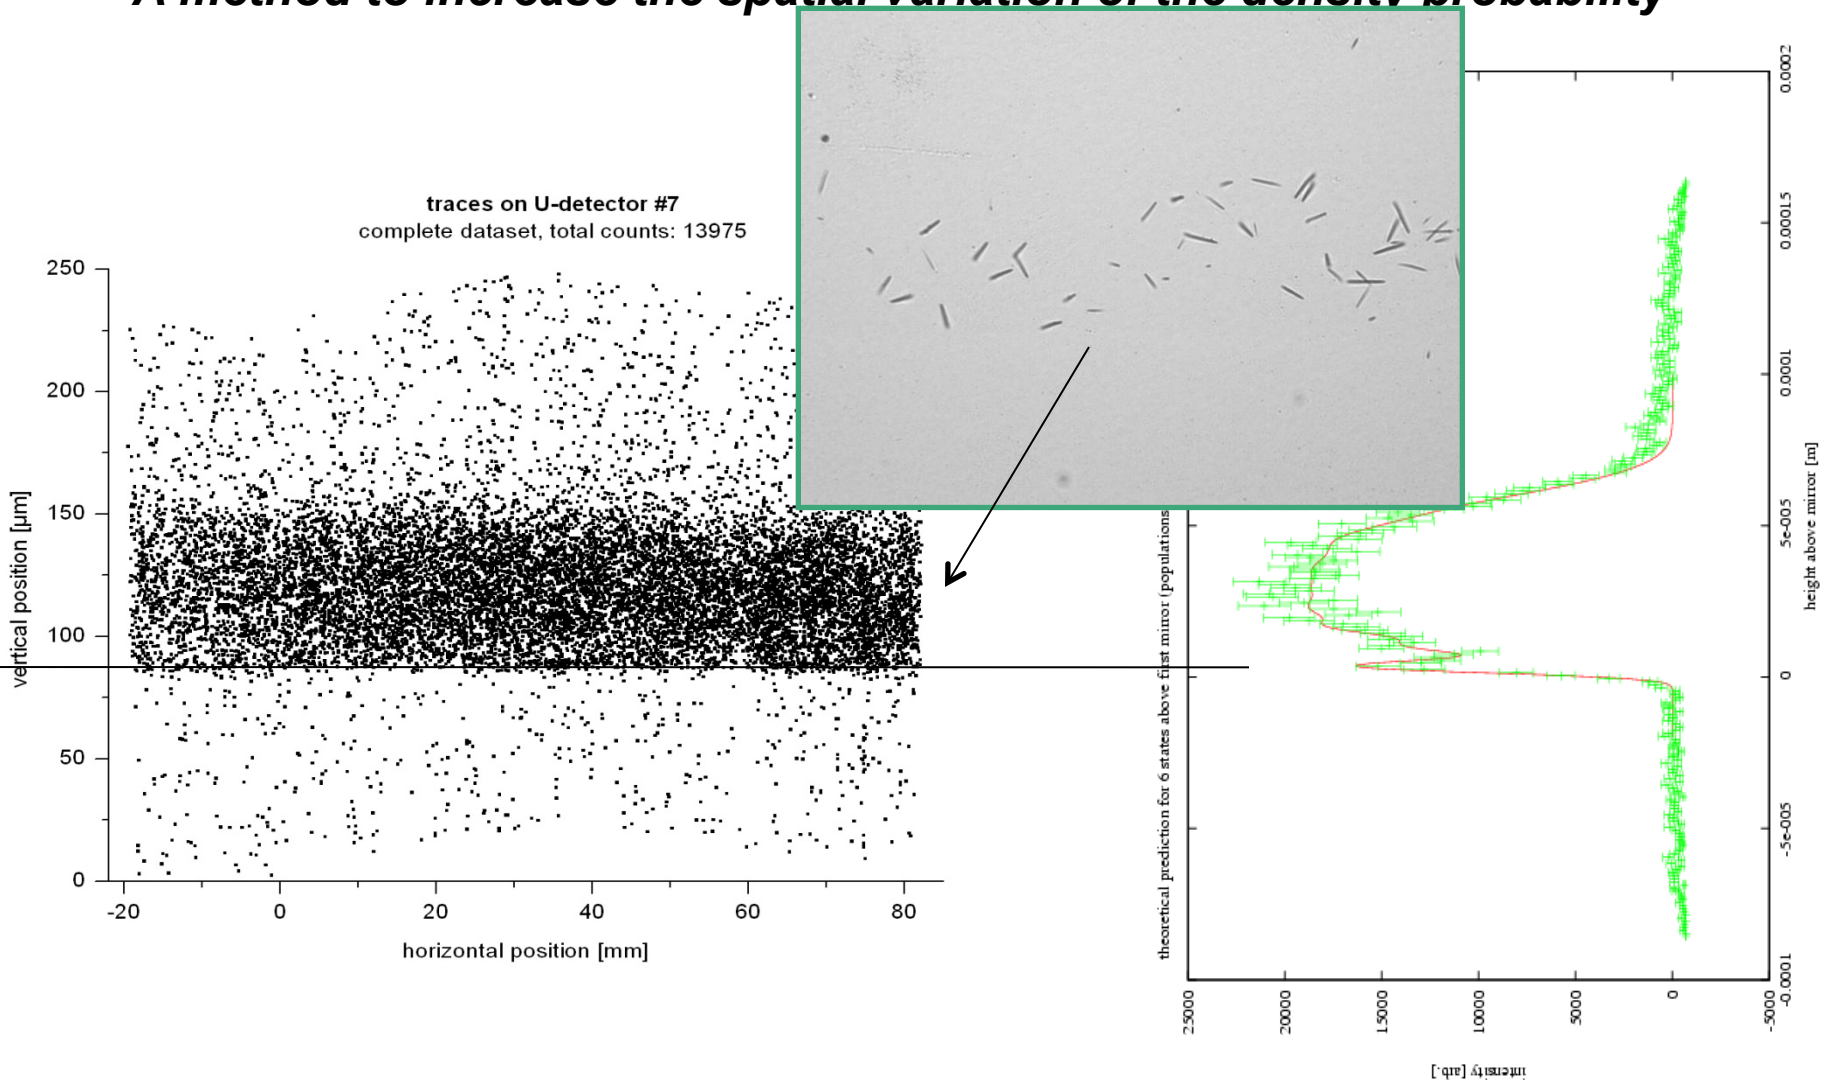 A method to increase the spatial variation of the density probability
traces on U-detector #7
complete dataset, total counts: 13975
vertical position [µm]
250
200
150
100
50
0
-20
0
20
40
60
80
horizontal position [mm]
theoretical prediction for 6 states above first mirror (populations
0.0002
0.00015
0.0001
5e-005
0
-5e-005
-0.0001
height above mirror [m]
25000
20000
15000
10000
5000
0
-5000
intensity [arb.]